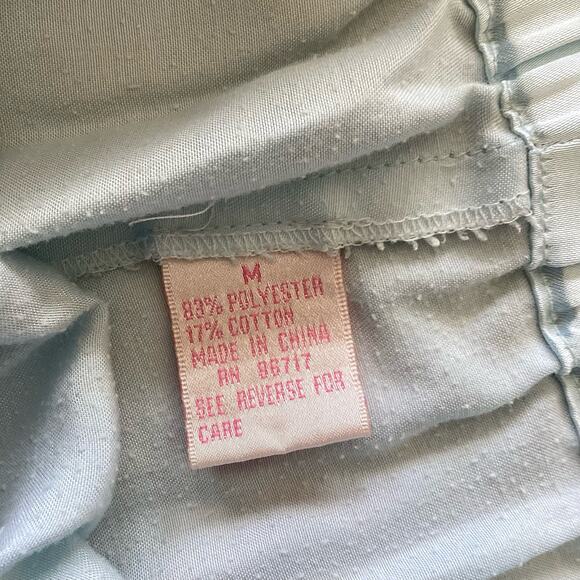 M
83% POLYESTER
17% COTTON
MADE IN CHINA
RN 96717
SEE REVERSE FOR
CARE